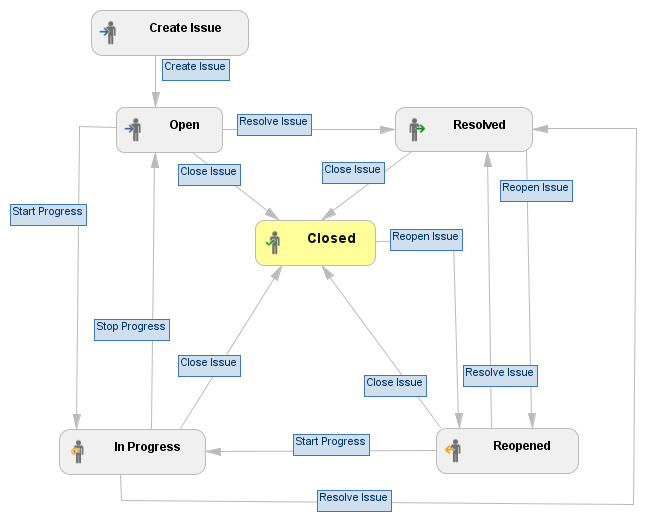 Create Issue
Create Issue
Open
Resolve Issue
Resolved
Close Issue
Close Issue
Reopen Issue
Start Progress
Closed
Reopen Issue
Stop Progress
Close Issue
Close Issue
Resolve Issue
In Progress
Start Progress
Reopened
Resolve Issue